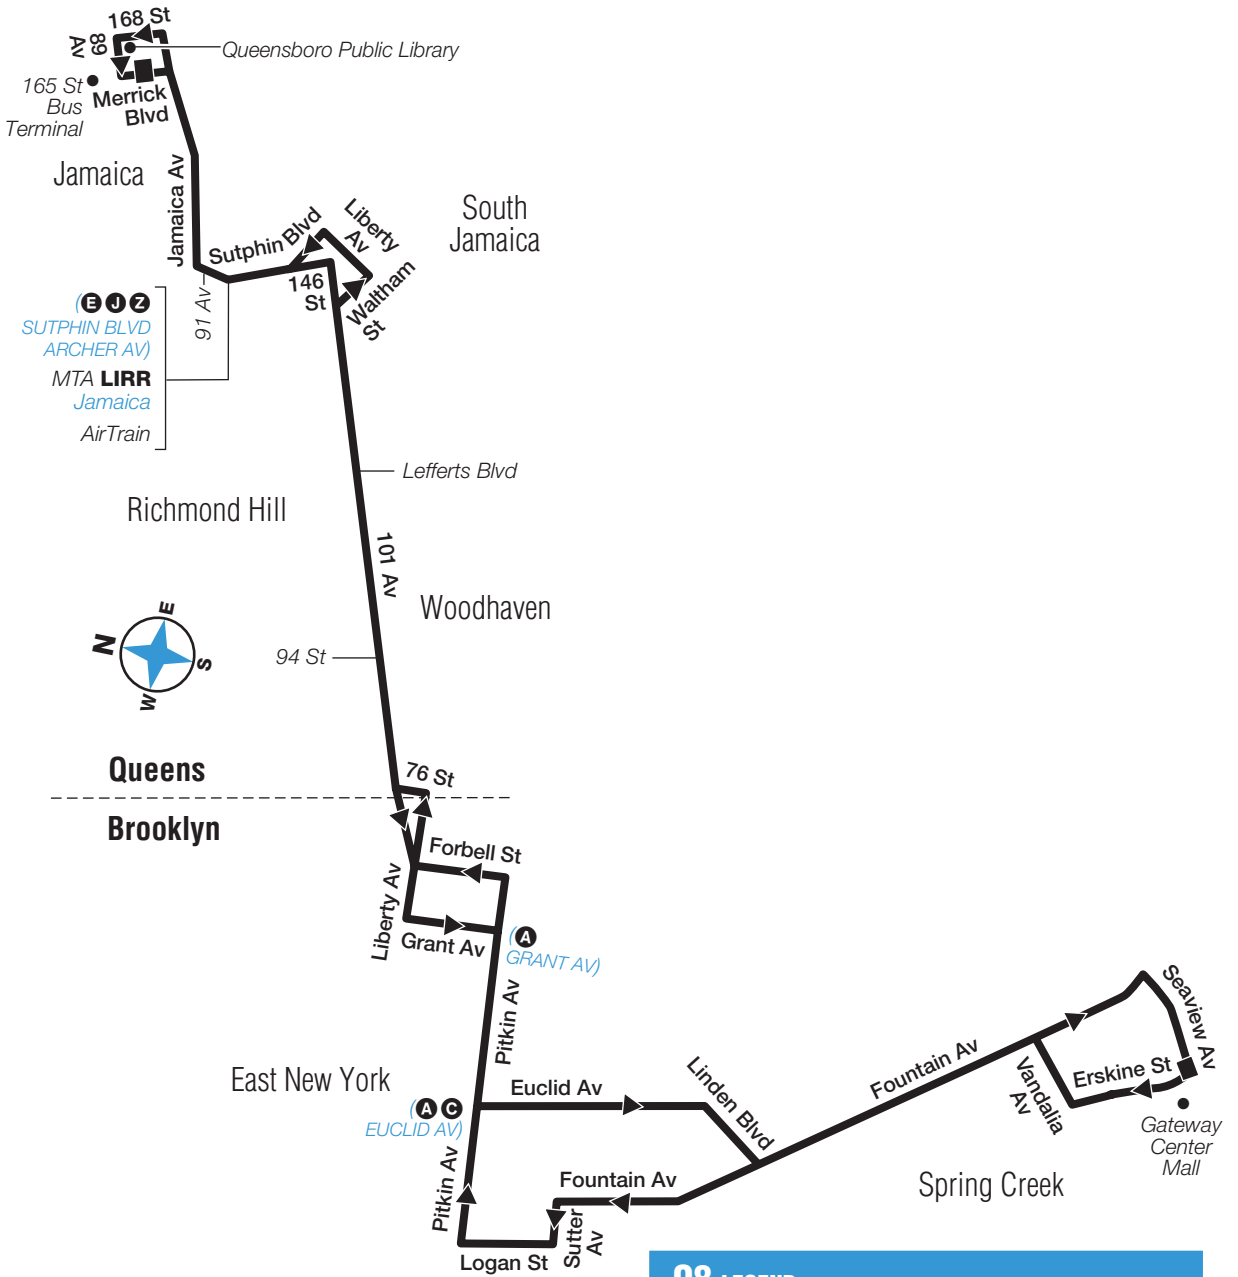 168 St
89
Av
Queensboro Public Library
165 St
Bus
Terminal
Merrick
Blvd
Jamaica
Jamaica Av
South
Jamaica
Sutphin Blvd
Liberty
Av
146
St
Waltham
St
91 Av
(E J Z
SUTPHIN BLVD
ARCHER AV)
MTA LIRR
Jamaica
AirTrain
Lefferts Blvd
Richmond Hill
101 Av
Woodhaven
N
E
S
W
94 St
Queens
76 St
Brooklyn
Forbell St
Liberty Av
Grant Av
(A
GRANT AV)
Pitkin Av
East New York
Euclid Av
(A C
EUCLID AV)
Linden Blvd
Fountain Av
Seaview Av
Vandalia
Av
Erskine St
Gateway
Center
Mall
Spring Creek
Pitkin Av
Fountain Av
Sutter
Av
Logan St